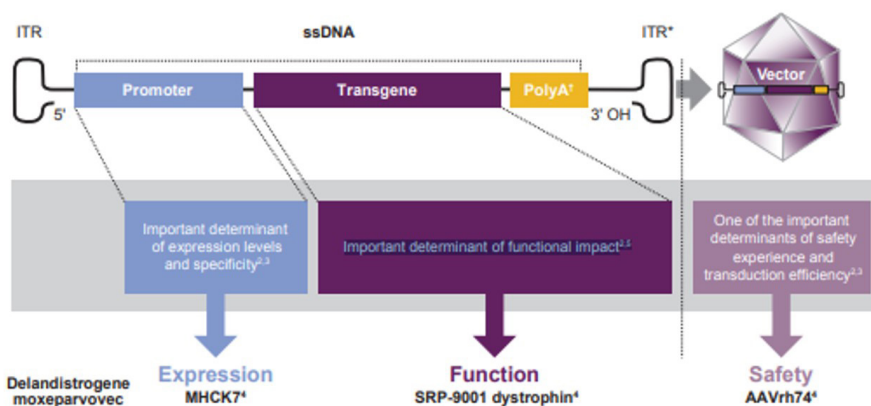 ITR
ssDNA
ITR*
Promoter
Transgene
PolyA†
Vector
5'
3' OH
Important determinant
of expression levels
and specificity2,3
Important determinant of functional impact2,5
One of the important
determinants of safety
experience and
transduction efficiency2,3
Delandistrogene
moxeparvovec
Expression
MHCK7⁴
Function
SRP-9001 dystrophin⁴
Safety
AAVrh74⁴